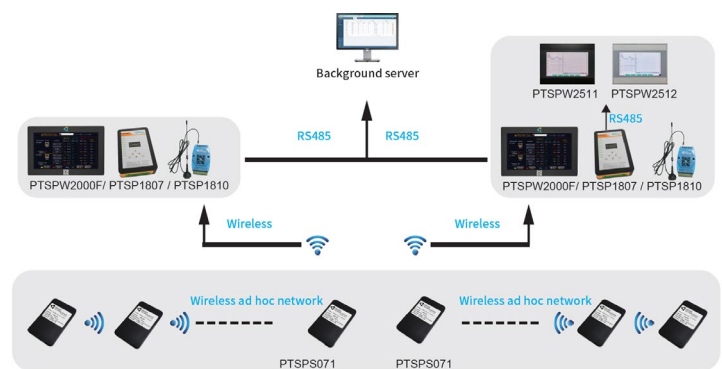 Background server
PTSPW2511
PTSPW2512
RS485
RS485
RS485
PTSPW2000F/ PTSP1807 / PTSP1810
PTSPW2000F/ PTSP1807 / PTSP1810
Wireless
Wireless
Wireless ad hoc network
Wireless ad hoc network
PTSPS071
PTSPS071